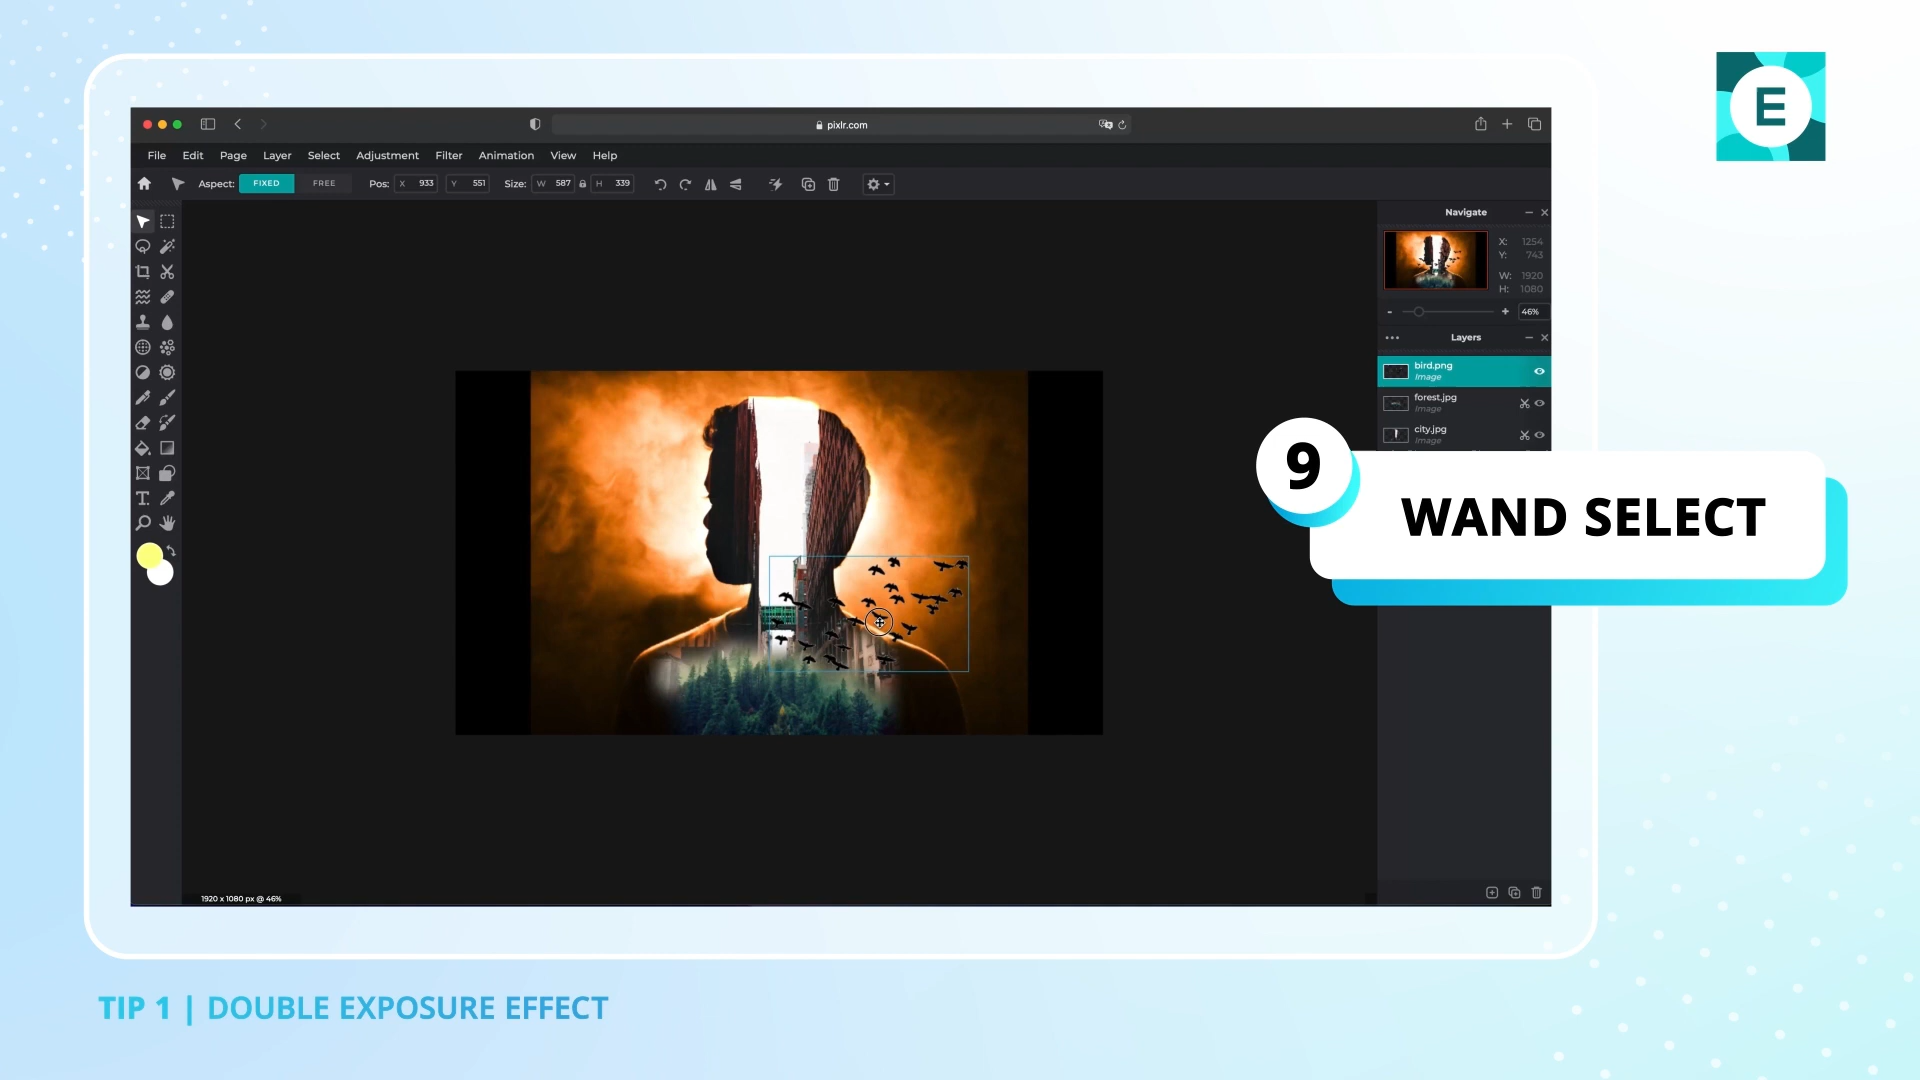 E
pixlr.com
File Edit Page Layer Select Adjustment Filter Animation View Help
Aspect: FIXED FREE Pos: X 933 Y 551 Size: W 587 H 339
Navigate
X: 1254
Y: 743
W: 1920
H: 1080
- + 46%
Layers
bird.png
Image
forest.jpg
Image
city.jpg
Image
9
WAND SELECT
1920 x 1080 px @ 46%
TIP 1 | DOUBLE EXPOSURE EFFECT